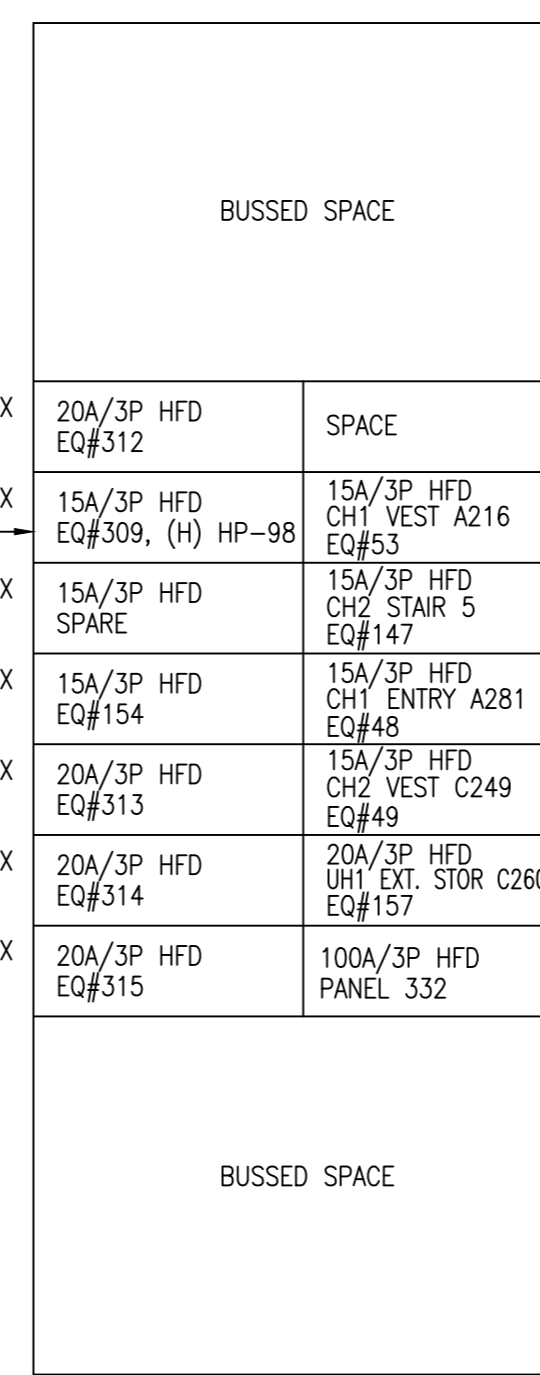 BUSSED SPACE
X
20A/3P HFD
EQ#312
SPACE
X
15A/3P HFD
EQ#309, (H) HP-98
15A/3P HFD
CH1 VEST A216
EQ#53
X
15A/3P HFD
SPARE
15A/3P HFD
CH2 STAIR 5
EQ#147
X
15A/3P HFD
EQ#154
15A/3P HFD
CH1 ENTRY A281
EQ#48
X
20A/3P HFD
EQ#313
15A/3P HFD
CH2 VEST C249
EQ#49
X
20A/3P HFD
EQ#314
20A/3P HFD
UH1 EXT. STOR C260
EQ#157
X
20A/3P HFD
EQ#315
100A/3P HFD
PANEL 332
BUSSED SPACE